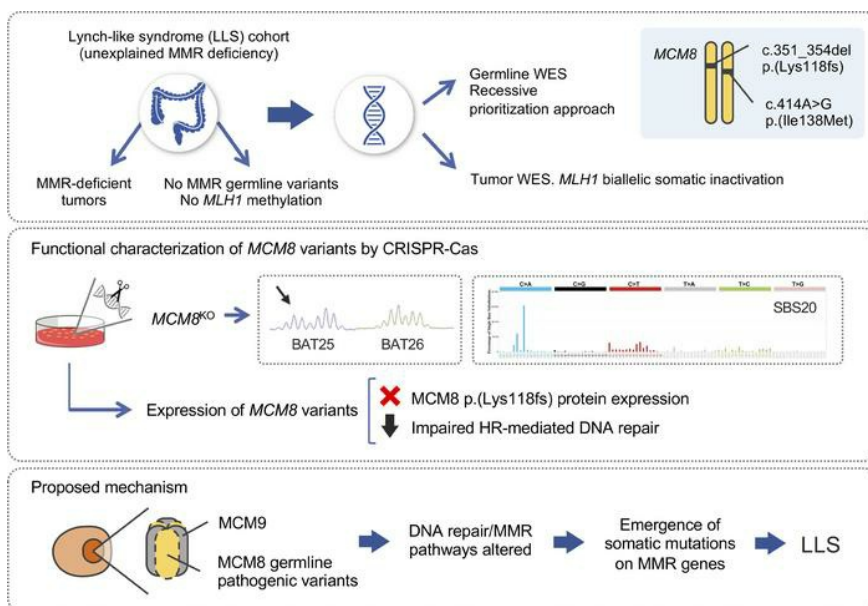 Lynch-like syndrome (LLS) cohort
(unexplained MMR deficiency)
MMR-deficient
tumors
No MMR germline variants
No MLH1 methylation
Germline WES
Recessive
prioritization approach
Tumor WES. MLH1 biallelic somatic inactivation
MCM8
c.351_354del
p.(Lys118fs)
c.414A>G
p.(Ile138Met)
Functional characterization of MCM8 variants by CRISPR-Cas
MCM8KO
BAT25
BAT26
C>A
C>G
C>T
T>A
T>C
T>G
SBS20
Expression of MCM8 variants
MCM8 p.(Lys118fs) protein expression
Impaired HR-mediated DNA repair
Proposed mechanism
MCM9
MCM8 germline
pathogenic variants
DNA repair/MMR
pathways altered
Emergence of
somatic mutations
on MMR genes
LLS